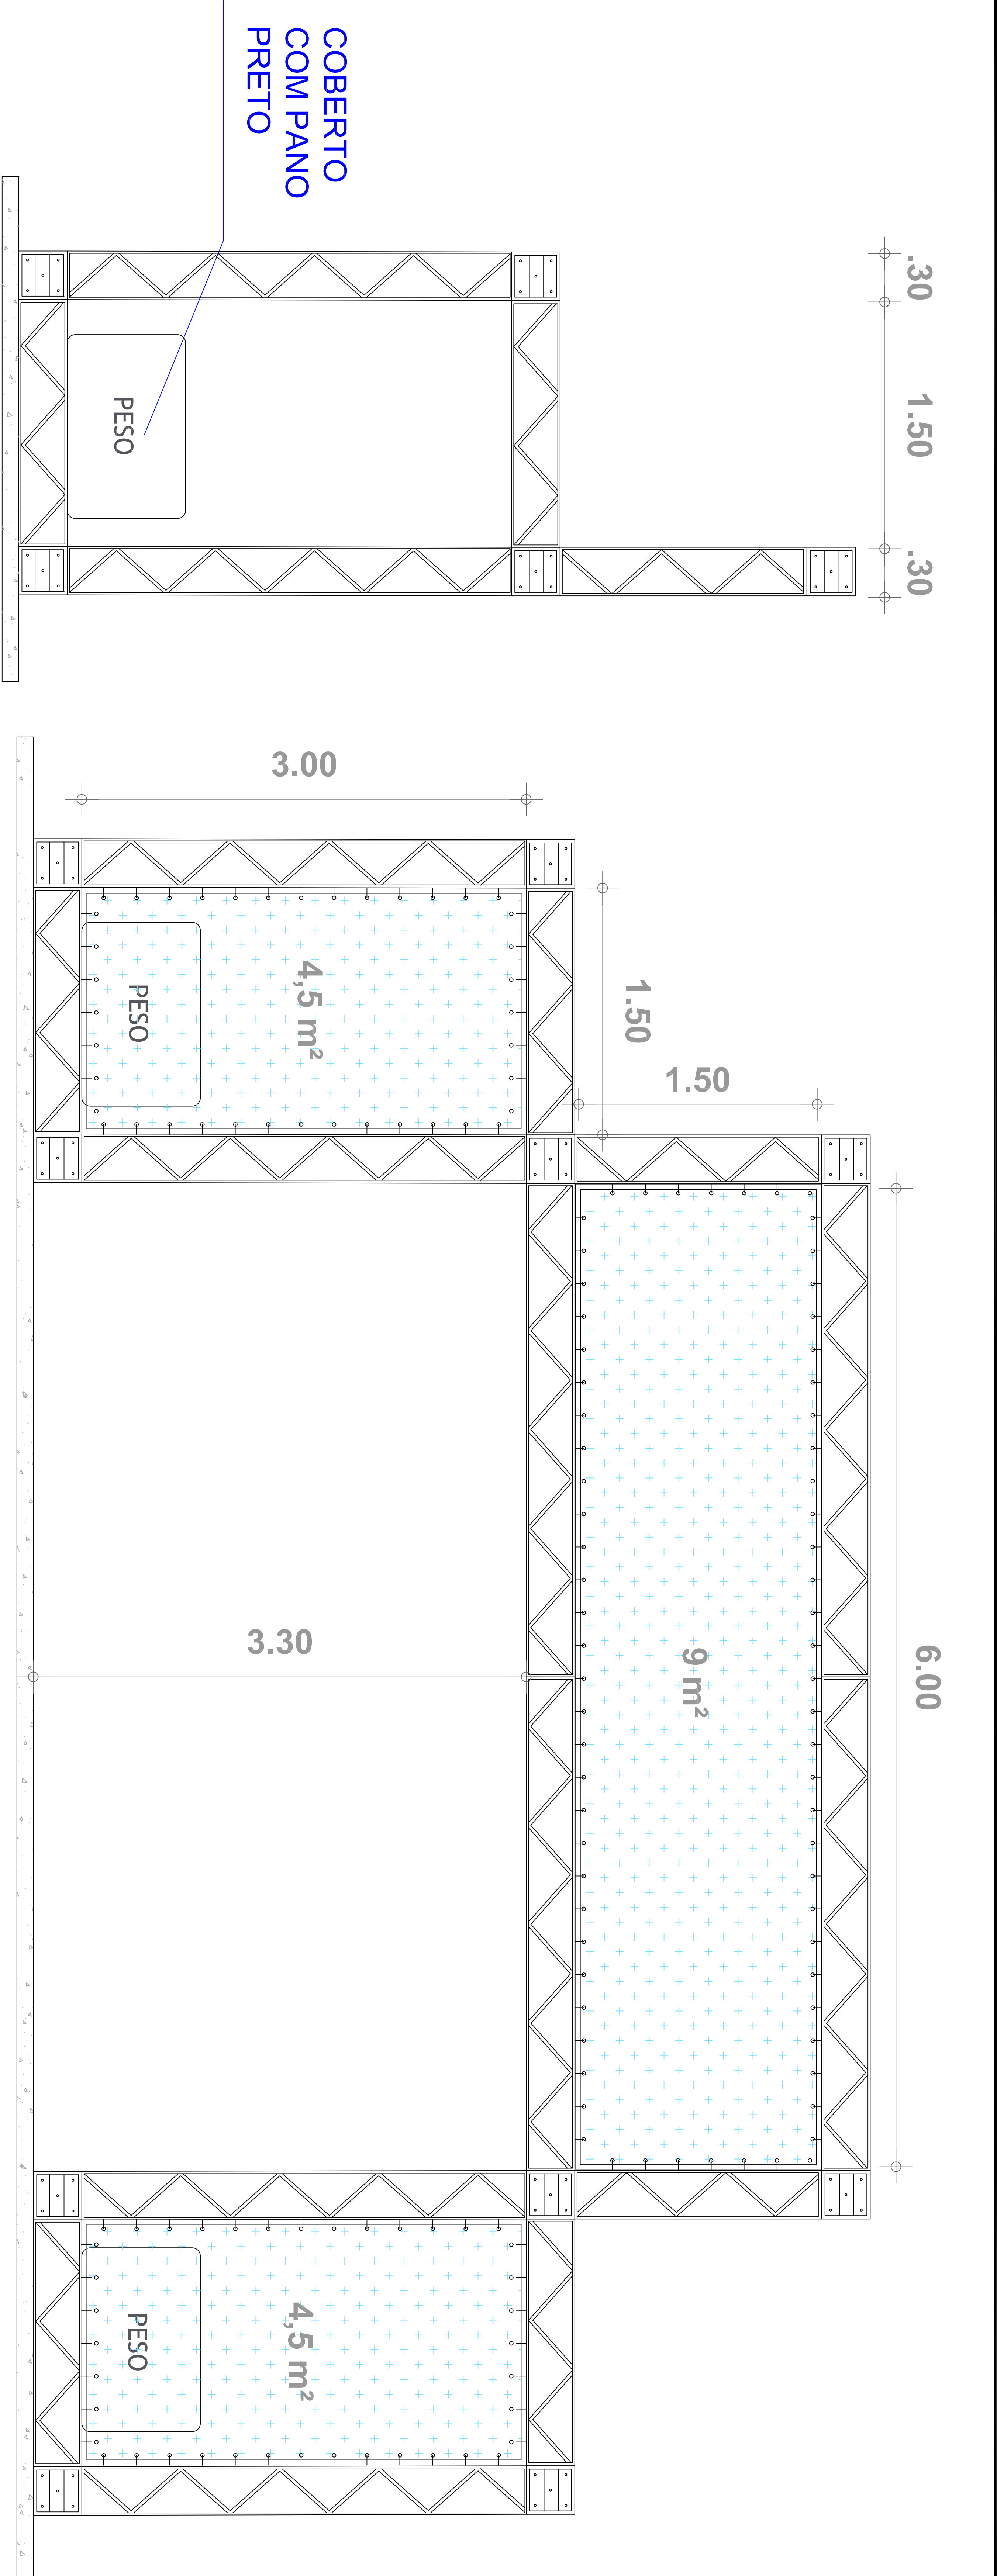 COBERTO
COM PANO
PRETO
.30
1.50
.30
PESO
3.00
1.50
1.50
6.00
4,5 m²
PESO
9 m²
3.30
4,5 m²
PESO